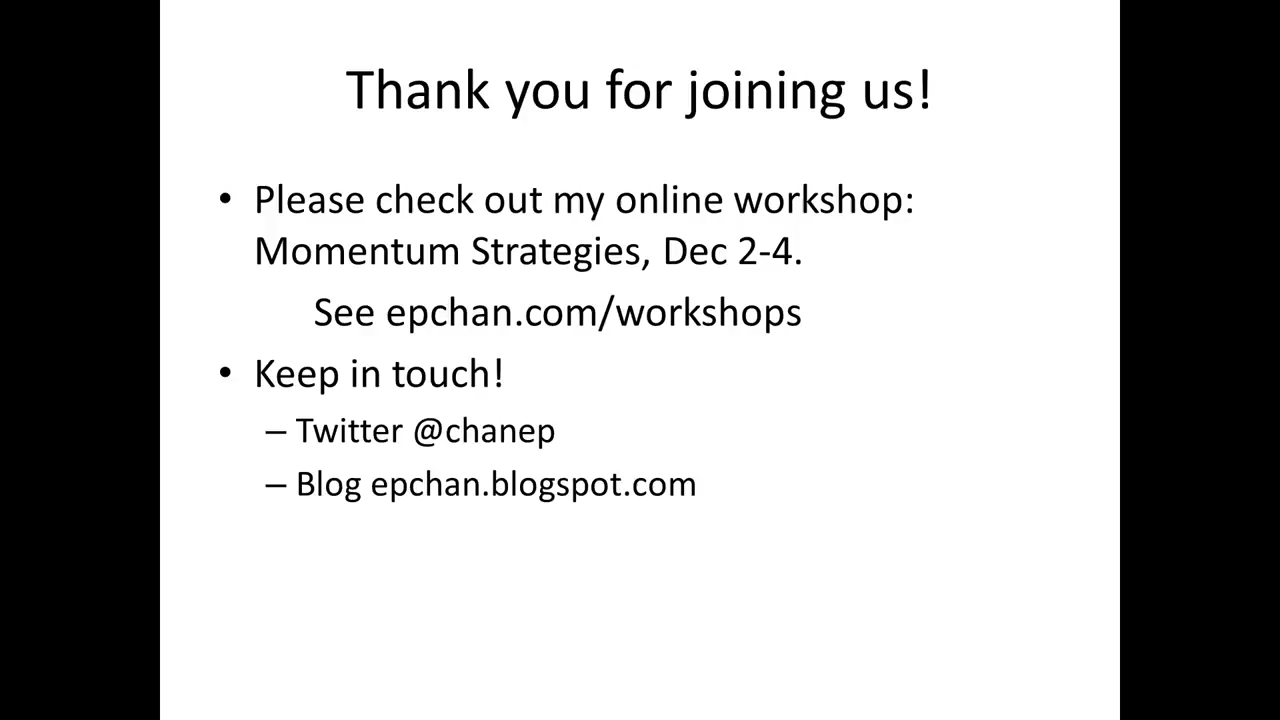 Thank you for joining us!
• Please check out my online workshop:
Momentum Strategies, Dec 2-4.
See epchan.com/workshops
• Keep in touch!
– Twitter @chanep
– Blog epchan.blogspot.com